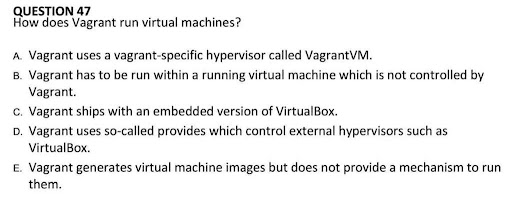 QUESTION 47
How does Vagrant run virtual machines?
A. Vagrant uses a vagrant-specific hypervisor called VagrantVM.
B. Vagrant has to be run within a running virtual machine which is not controlled by
Vagrant.
C. Vagrant ships with an embedded version of VirtualBox.
D. Vagrant uses so-called provides which control external hypervisors such as
VirtualBox.
E. Vagrant generates virtual machine images but does not provide a mechanism to run
them.